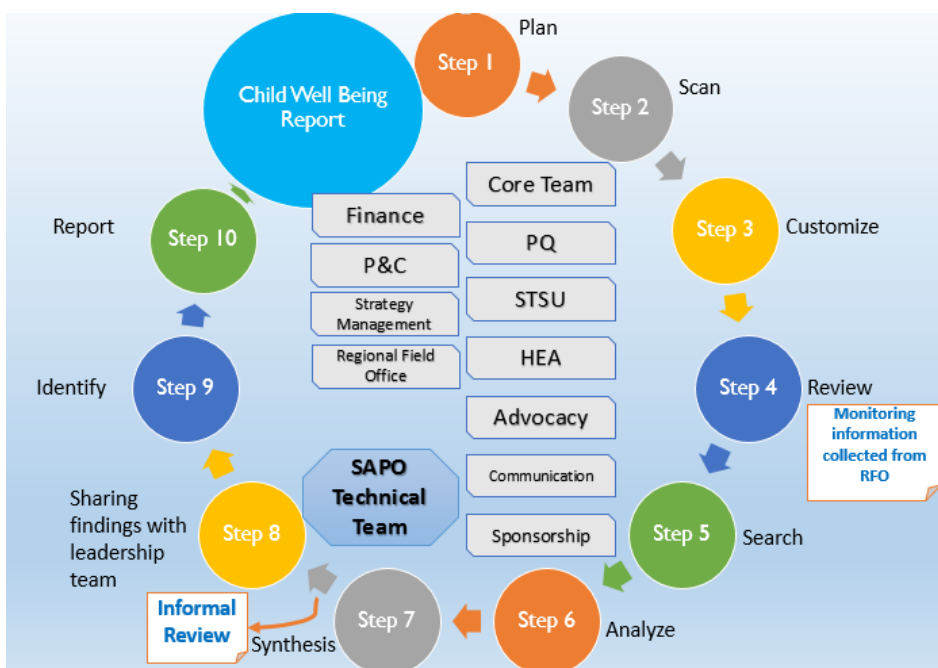 Plan
Step 1
Child Well Being
Report
Step 2
Scan
Core Team
Finance
Step 3
Customize
Report
Step 10
PQ
P&C
STSU
Strategy
Management
HEA
Regional Field
Office
Identify
Step 9
Step 4
Review
Monitoring
information
collected from
RFO
Advocacy
SAPO
Technical
Team
Communication
Sharing
findings with
leadership
team
Step 8
Sponsorship
Step 5
Search
Informal
Review
Synthesis
Step 7
Step 6
Analyze